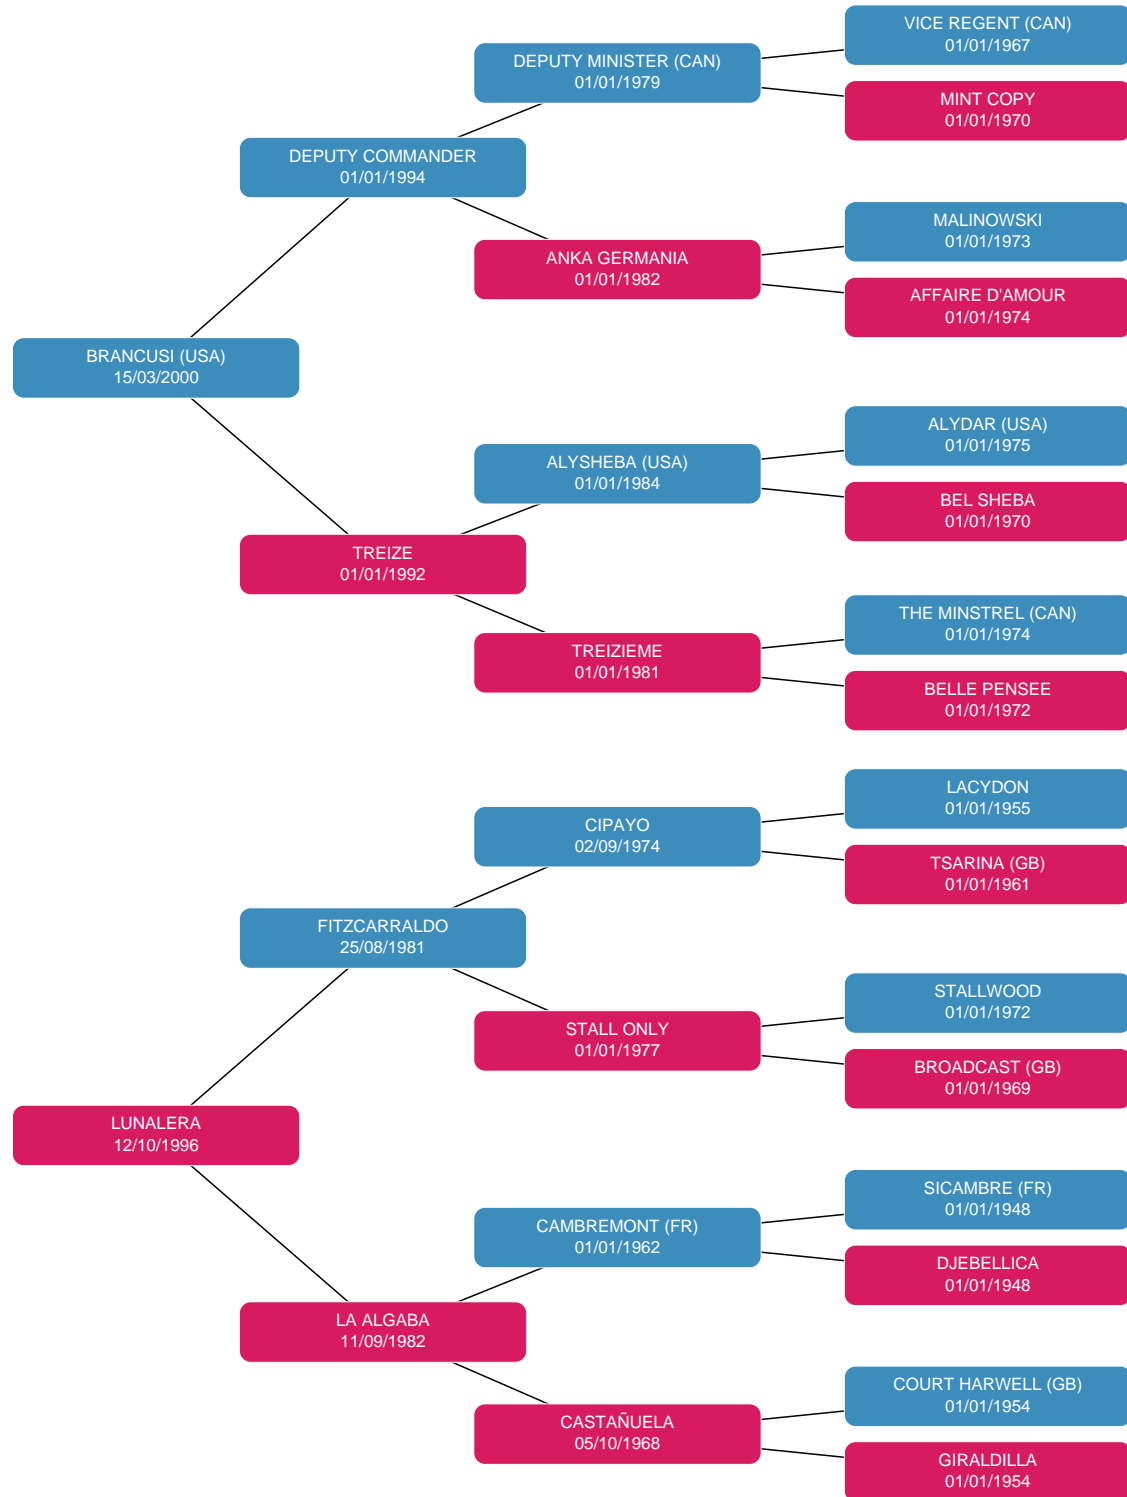 VICE REGENT (CAN)
01/01/1967
DEPUTY MINISTER (CAN)
01/01/1979
MINT COPY
01/01/1970
DEPUTY COMMANDER
01/01/1994
MALINOWSKI
01/01/1973
ANKA GERMANIA
01/01/1982
AFFAIRE D'AMOUR
01/01/1974
BRANCUSI (USA)
15/03/2000
ALYDAR (USA)
01/01/1975
ALYSHEBA (USA)
01/01/1984
BEL SHEBA
01/01/1970
TREIZE
01/01/1992
THE MINSTREL (CAN)
01/01/1974
TREIZIEME
01/01/1981
BELLE PENSEE
01/01/1972
LACYDON
01/01/1955
CIPAYO
02/09/1974
TSARINA (GB)
01/01/1961
FITZCARRALDO
25/08/1981
STALLWOOD
01/01/1972
STALL ONLY
01/01/1977
BROADCAST (GB)
01/01/1969
LUNALERA
12/10/1996
SICAMBRE (FR)
01/01/1948
CAMBREMONT (FR)
01/01/1962
DJEBELLICA
01/01/1948
LA ALGABA
11/09/1982
COURT HARWELL (GB)
01/01/1954
CASTAÑUELA
05/10/1968
GIRALDILLA
01/01/1954